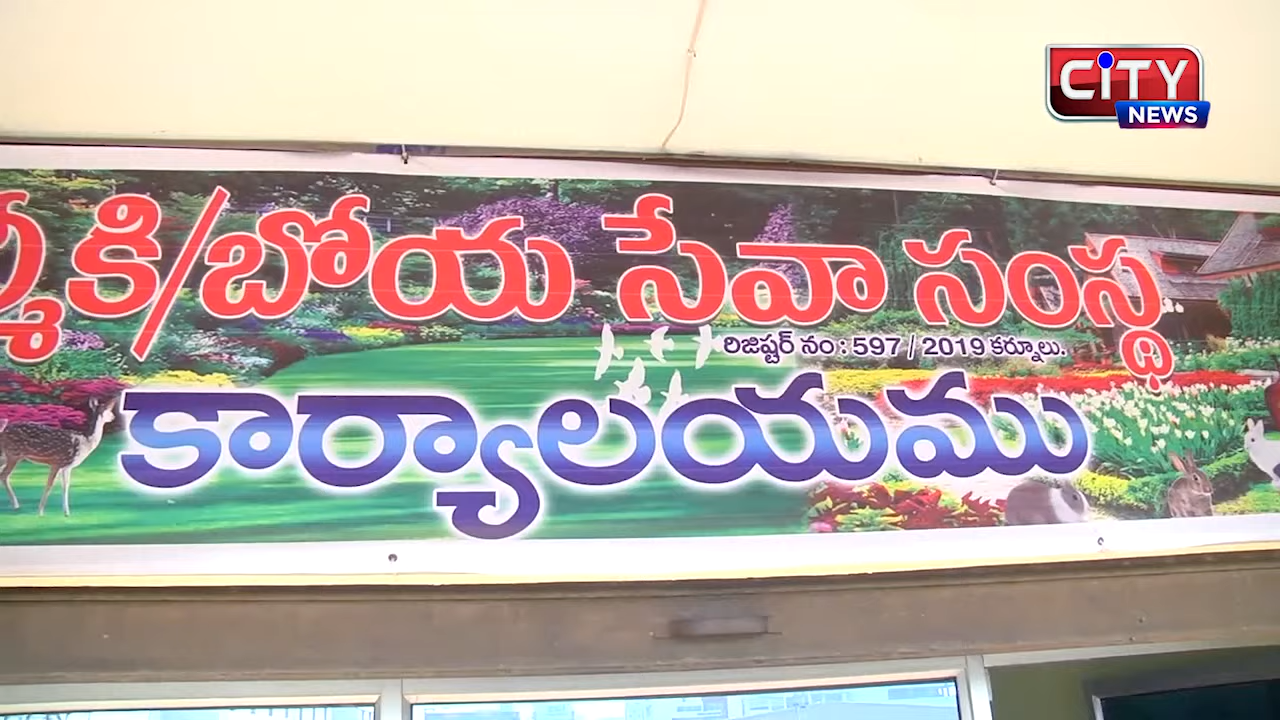 CITY
NEWS
ల్మీకి/బోయ సేవా సంస్థ
రిజిష్టర్ నం : 597 / 2019 కర్నూలు.
కార్యాలయము